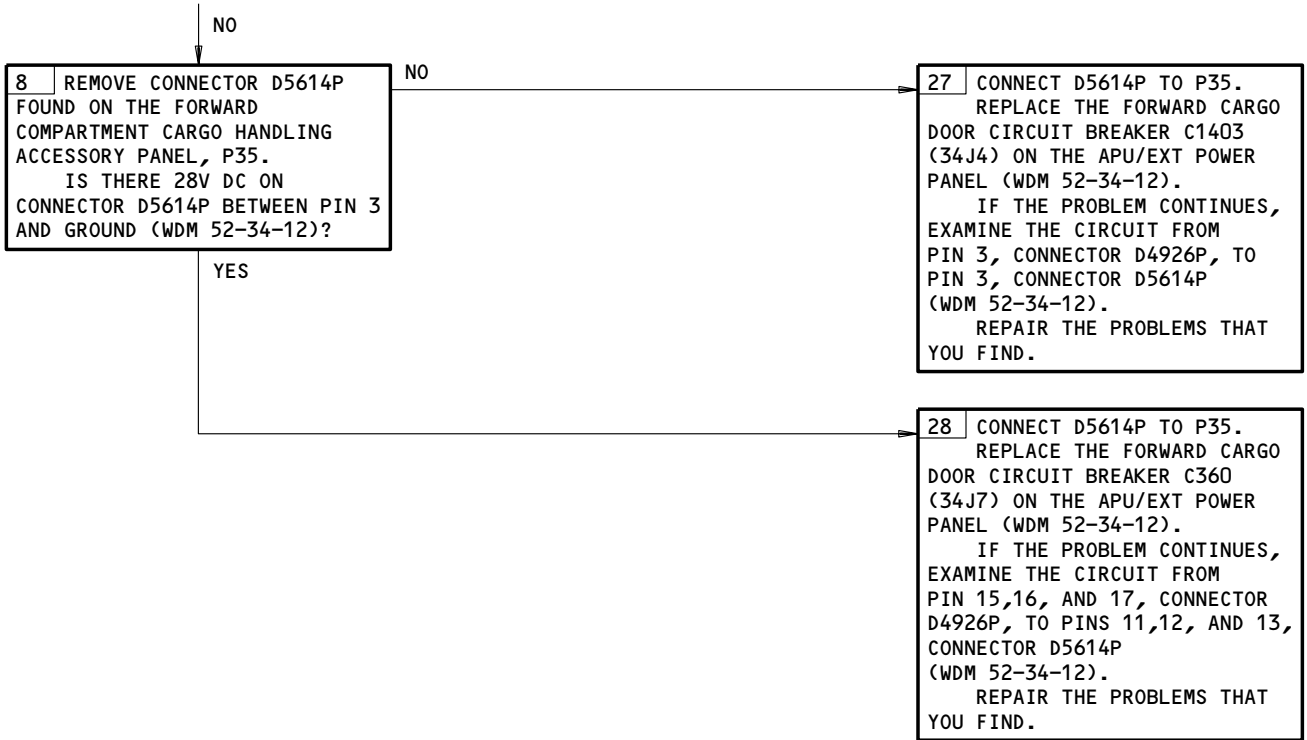 NO
8 REMOVE CONNECTOR D5614P
FOUND ON THE FORWARD
COMPARTMENT CARGO HANDLING
ACCESSORY PANEL, P35.
IS THERE 28V DC ON
CONNECTOR D5614P BETWEEN PIN 3
AND GROUND (WDM 52-34-12)?
NO
YES
27 CONNECT D5614P TO P35.
REPLACE THE FORWARD CARGO
DOOR CIRCUIT BREAKER C1403
(34J4) ON THE APU/EXT POWER
PANEL (WDM 52-34-12).
IF THE PROBLEM CONTINUES,
EXAMINE THE CIRCUIT FROM
PIN 3, CONNECTOR D4926P, TO
PIN 3, CONNECTOR D5614P
(WDM 52-34-12).
REPAIR THE PROBLEMS THAT
YOU FIND.
28 CONNECT D5614P TO P35.
REPLACE THE FORWARD CARGO
DOOR CIRCUIT BREAKER C360
(34J7) ON THE APU/EXT POWER
PANEL (WDM 52-34-12).
IF THE PROBLEM CONTINUES,
EXAMINE THE CIRCUIT FROM
PIN 15,16, AND 17, CONNECTOR
D4926P, TO PINS 11,12, AND 13,
CONNECTOR D5614P
(WDM 52-34-12).
REPAIR THE PROBLEMS THAT
YOU FIND.